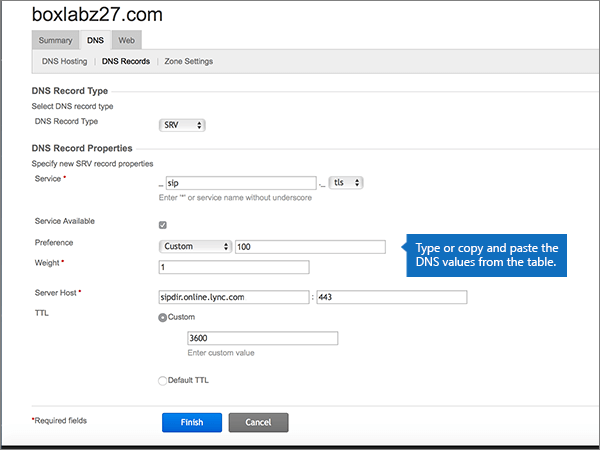 boxlabz27.com
Summary DNS Web
DNS Hosting DNS Records Zone Settings
DNS Record Type
Select DNS record type
DNS Record Type SRV
DNS Record Properties
Specify new SRV record properties
Service * _ sip ._ tls
Enter "*" or service name without underscore
Service Available
Preference Custom 100
Type or copy and paste the
DNS values from the table.
Weight * 1
Server Host * sipdir.online.lync.com : 443
TTL Custom
3600
Enter custom value
Default TTL
*Required fields Finish Cancel